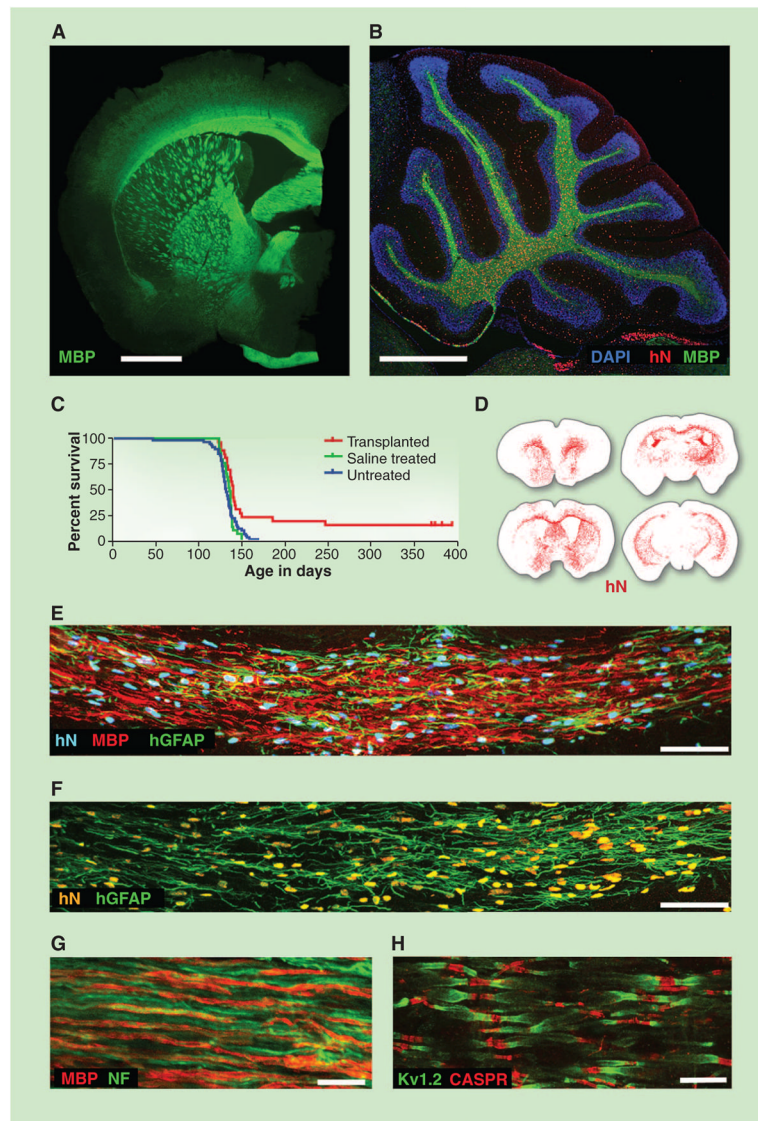 A
B
MBP
DAPI hN MBP
C
D
Percent survival
100
75
50
25
0
Transplanted
Saline treated
Untreated
0 50 100 150 200 250 300 350 400
Age in days
hN
E
hN MBP hGFAP
F
hN hGFAP
G
H
MBP NF
Kv1.2 CASPR